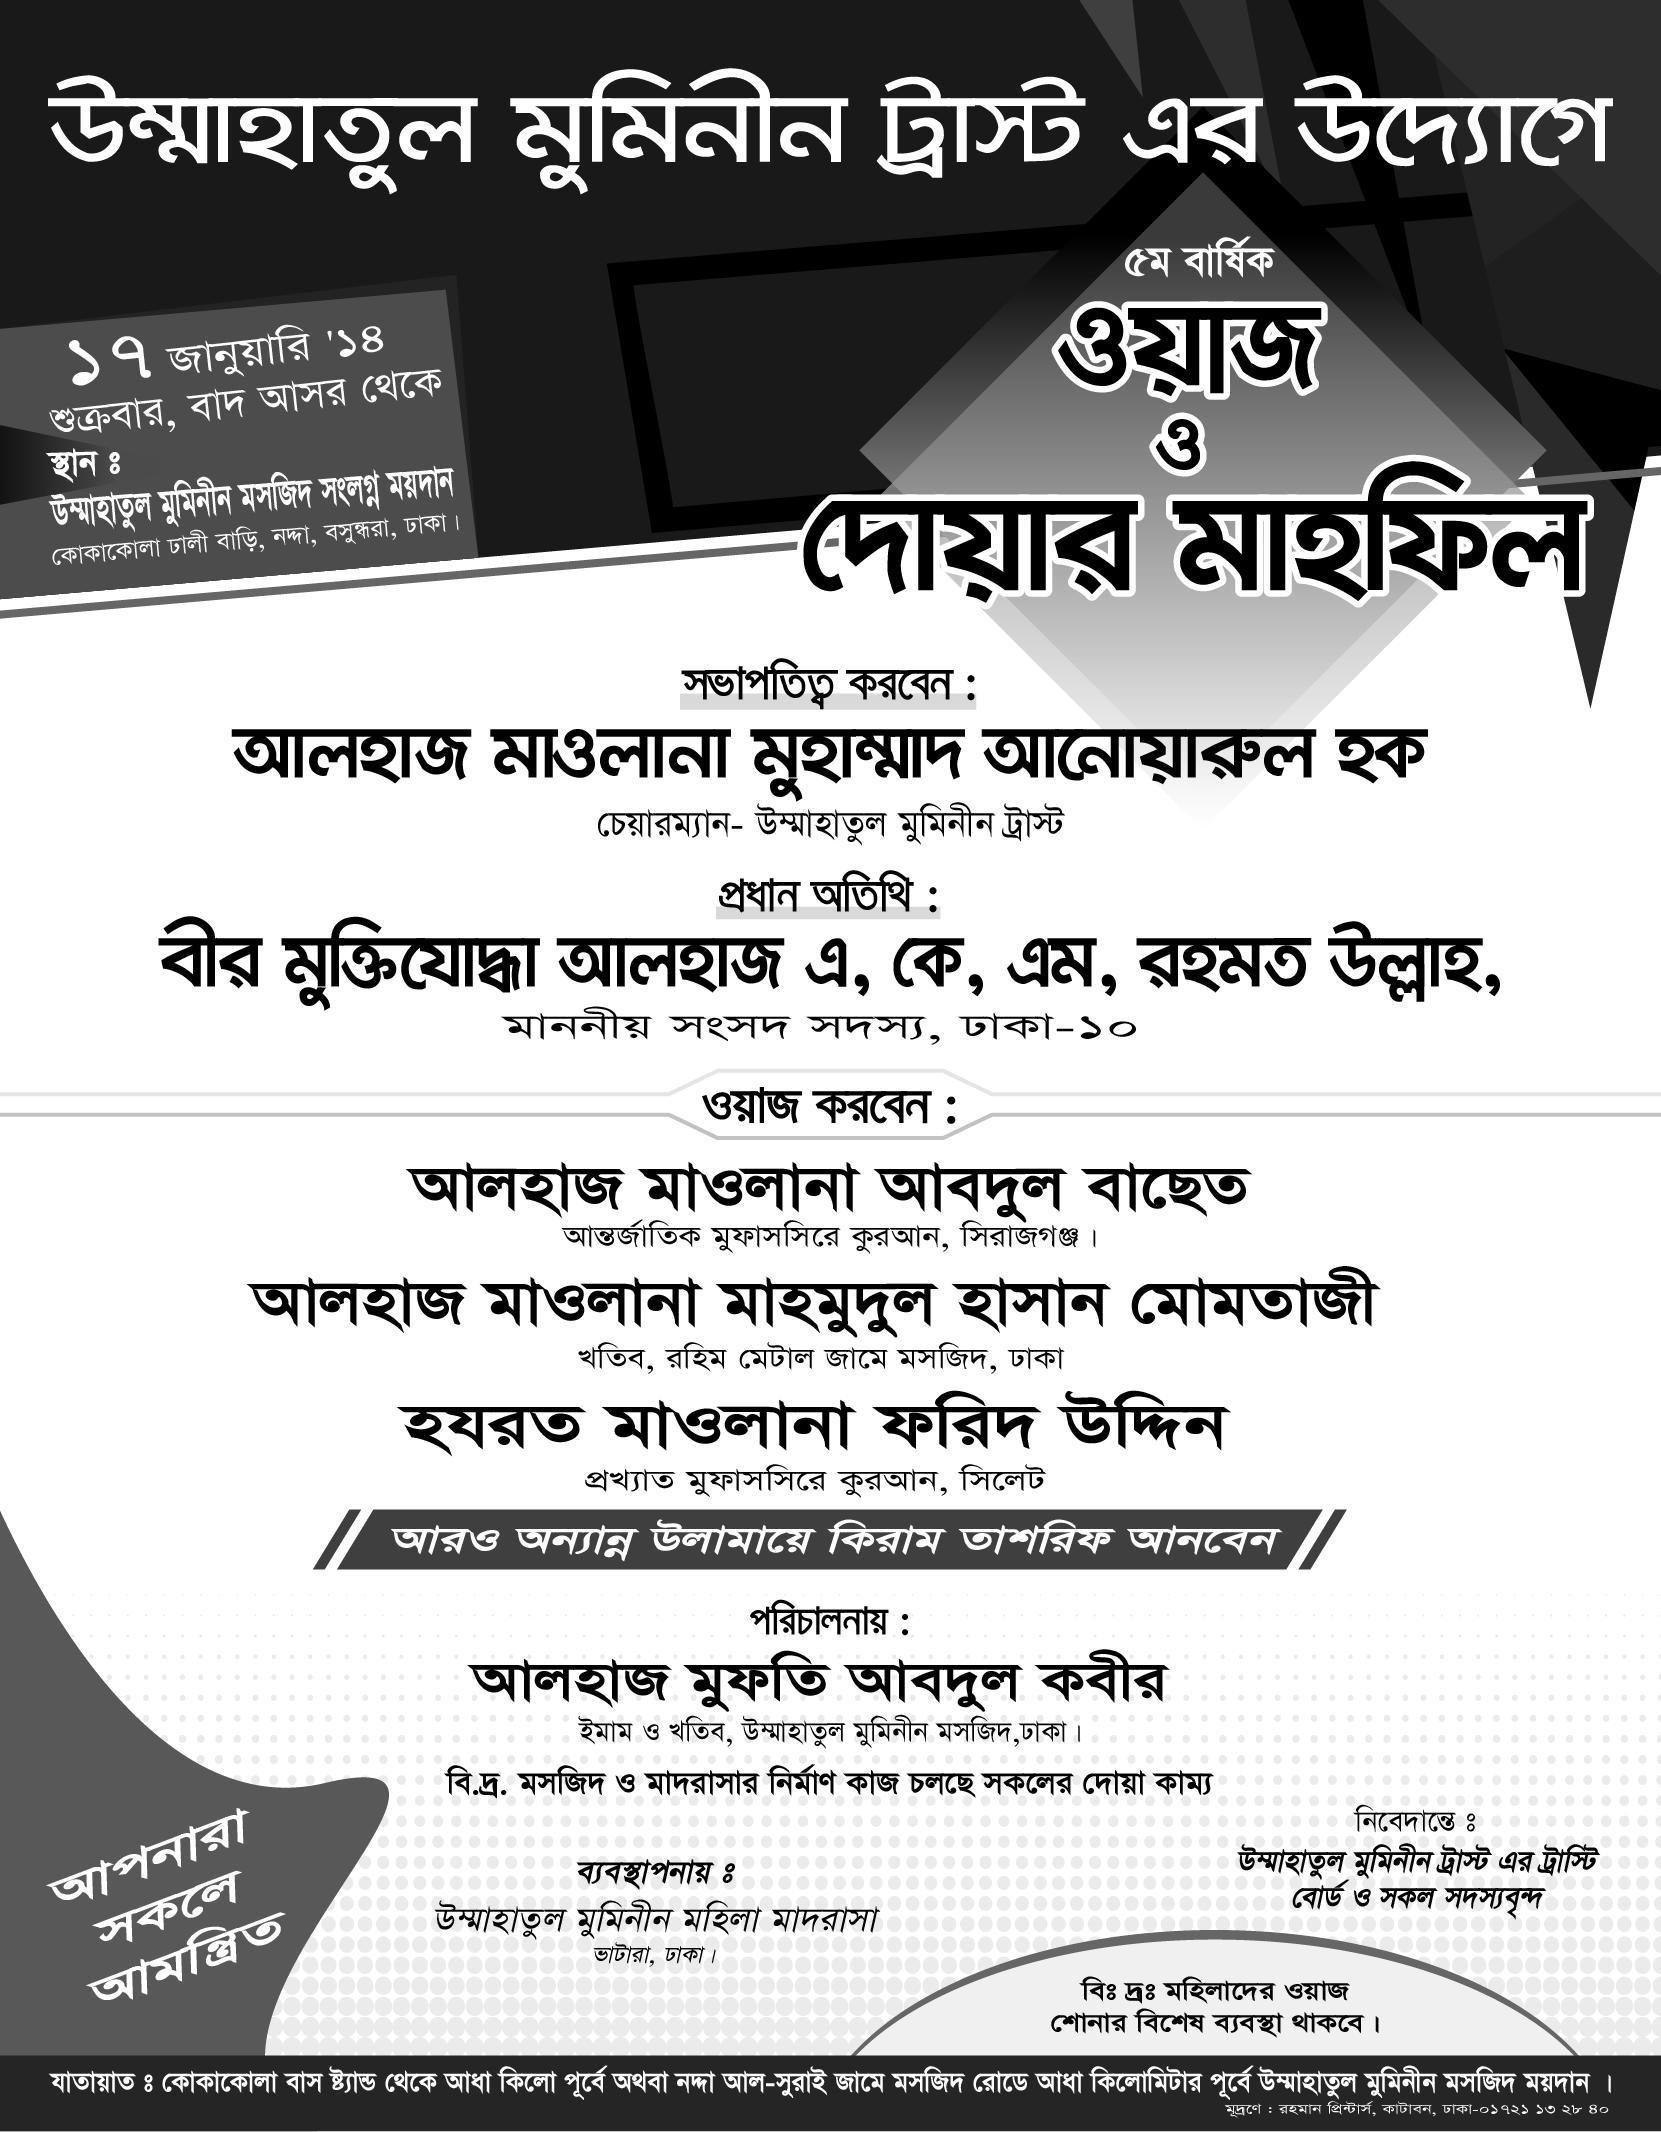 উম্মাহাতুল মুমিনীন ট্রাস্ট এর উদ্যোগে
৫ম বার্ষিক
ওয়াজ
ও
দোয়ার মাহফিল
১৭ জানুয়ারি '১৪
শুক্রবার, বাদ আসর থেকে
স্থান ঃ
উম্মাহাতুল মুমিনীন মসজিদ সংলগ্ন ময়দান
কোকাকোলা ঢালী বাড়ি, নদ্দা, বসুন্ধরা, ঢাকা।
সভাপতিত্ব করবেন :
আলহাজ মাওলানা মুহাম্মাদ আনোয়ারুল হক
চেয়ারম্যান- উম্মাহাতুল মুমিনীন ট্রাস্ট
প্রধান অতিথি :
বীর মুক্তিযোদ্ধা আলহাজ এ, কে, এম, রহমত উল্লাহ,
মাননীয় সংসদ সদস্য, ঢাকা-১০
ওয়াজ করবেন :
আলহাজ মাওলানা আবদুল বাছেত
আন্তর্জাতিক মুফাসসিরে কুরআন, সিরাজগঞ্জ।
আলহাজ মাওলানা মাহমুদুল হাসান মোমতাজী
খতিব, রহিম মেটাল জামে মসজিদ, ঢাকা
হযরত মাওলানা ফরিদ উদ্দিন
প্রখ্যাত মুফাসসিরে কুরআন, সিলেট
আরও অন্যান্ন উলামায়ে কিরাম তাশরিফ আনবেন
পরিচালনায় :
আলহাজ মুফতি আবদুল কবীর
ইমাম ও খতিব, উম্মাহাতুল মুমিনীন মসজিদ,ঢাকা।
বি.দ্র. মসজিদ ও মাদরাসার নির্মাণ কাজ চলছে সকলের দোয়া কাম্য
আপনারা
সকলে
আমন্ত্রিত
ব্যবস্থাপনায় ঃ
উম্মাহাতুল মুমিনীন মহিলা মাদরাসা
ভাটারা, ঢাকা।
নিবেদান্তে ঃ
উম্মাহাতুল মুমিনীন ট্রাস্ট এর ট্রাস্টি
বোর্ড ও সকল সদস্যবৃন্দ
বিঃ দ্রঃ মহিলাদের ওয়াজ
শোনার বিশেষ ব্যবস্থা থাকবে।
যাতায়াত ঃ কোকাকোলা বাস ষ্ট্যান্ড থেকে আধা কিলো পূর্বে অথবা নদ্দা আল-সুরাই জামে মসজিদ রোডে আধা কিলোমিটার পূর্বে উম্মাহাতুল মুমিনীন মসজিদ ময়দান ।
মূদ্রণে : রহমান প্রিন্টার্স, কাটাবন, ঢাকা-০১৭২১ ১৩ ২৮ ৪০